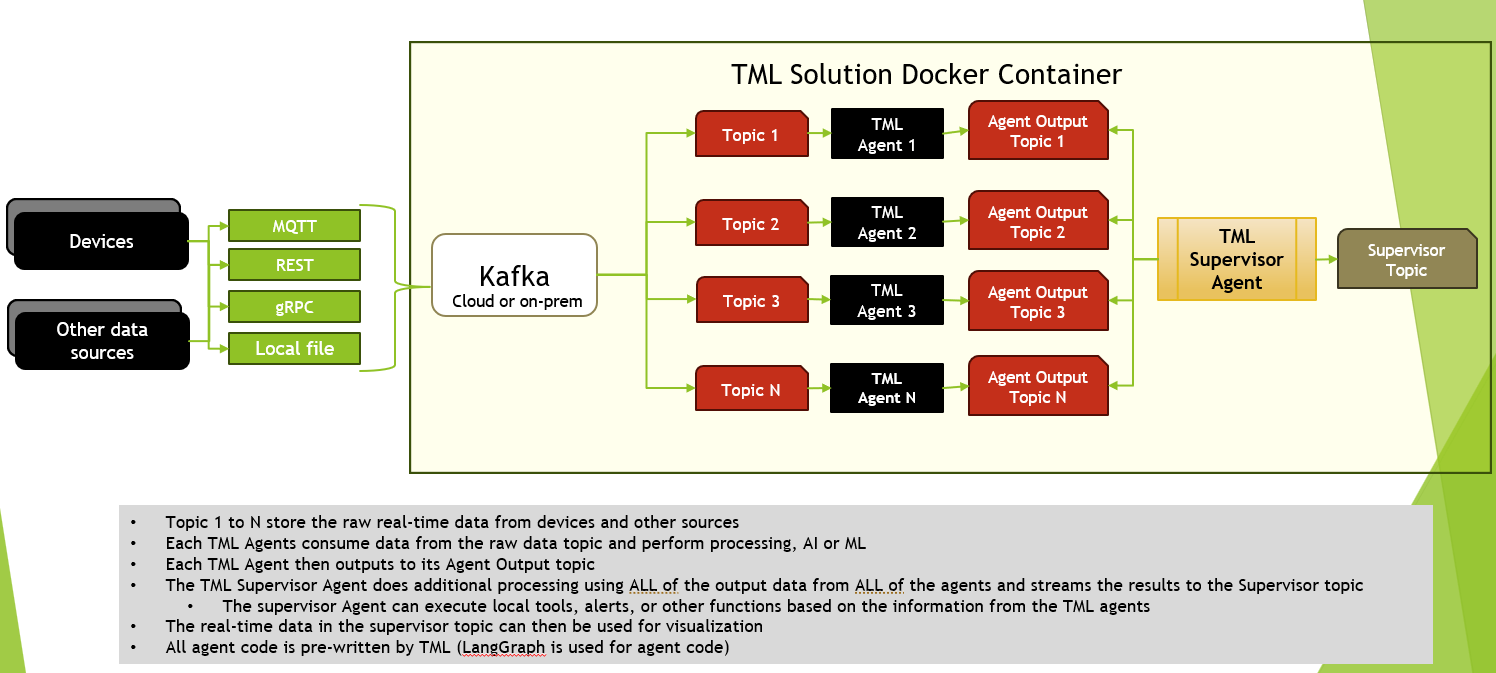 TML Solution Docker Container
Devices
Other data
sources
MQTT
REST
gRPC
Local file
Kafka
Cloud or on-prem
Topic 1
TML
Agent 1
Agent Output
Topic 1
Topic 2
TML
Agent 2
Agent Output
Topic 2
Topic 3
TML
Agent 3
Agent Output
Topic 3
Topic N
TML
Agent N
Agent Output
Topic N
TML
Supervisor
Agent
Supervisor
Topic
• Topic 1 to N store the raw real-time data from devices and other sources
• Each TML Agents consume data from the raw data topic and perform processing, AI or ML
• Each TML Agent then outputs to its Agent Output topic
• The TML Supervisor Agent does additional processing using ALL of the output data from ALL of the agents and streams the results to the Supervisor topic
• The supervisor Agent can execute local tools, alerts, or other functions based on the information from the TML agents
• The real-time data in the supervisor topic can then be used for visualization
• All agent code is pre-written by TML (LangGraph is used for agent code)